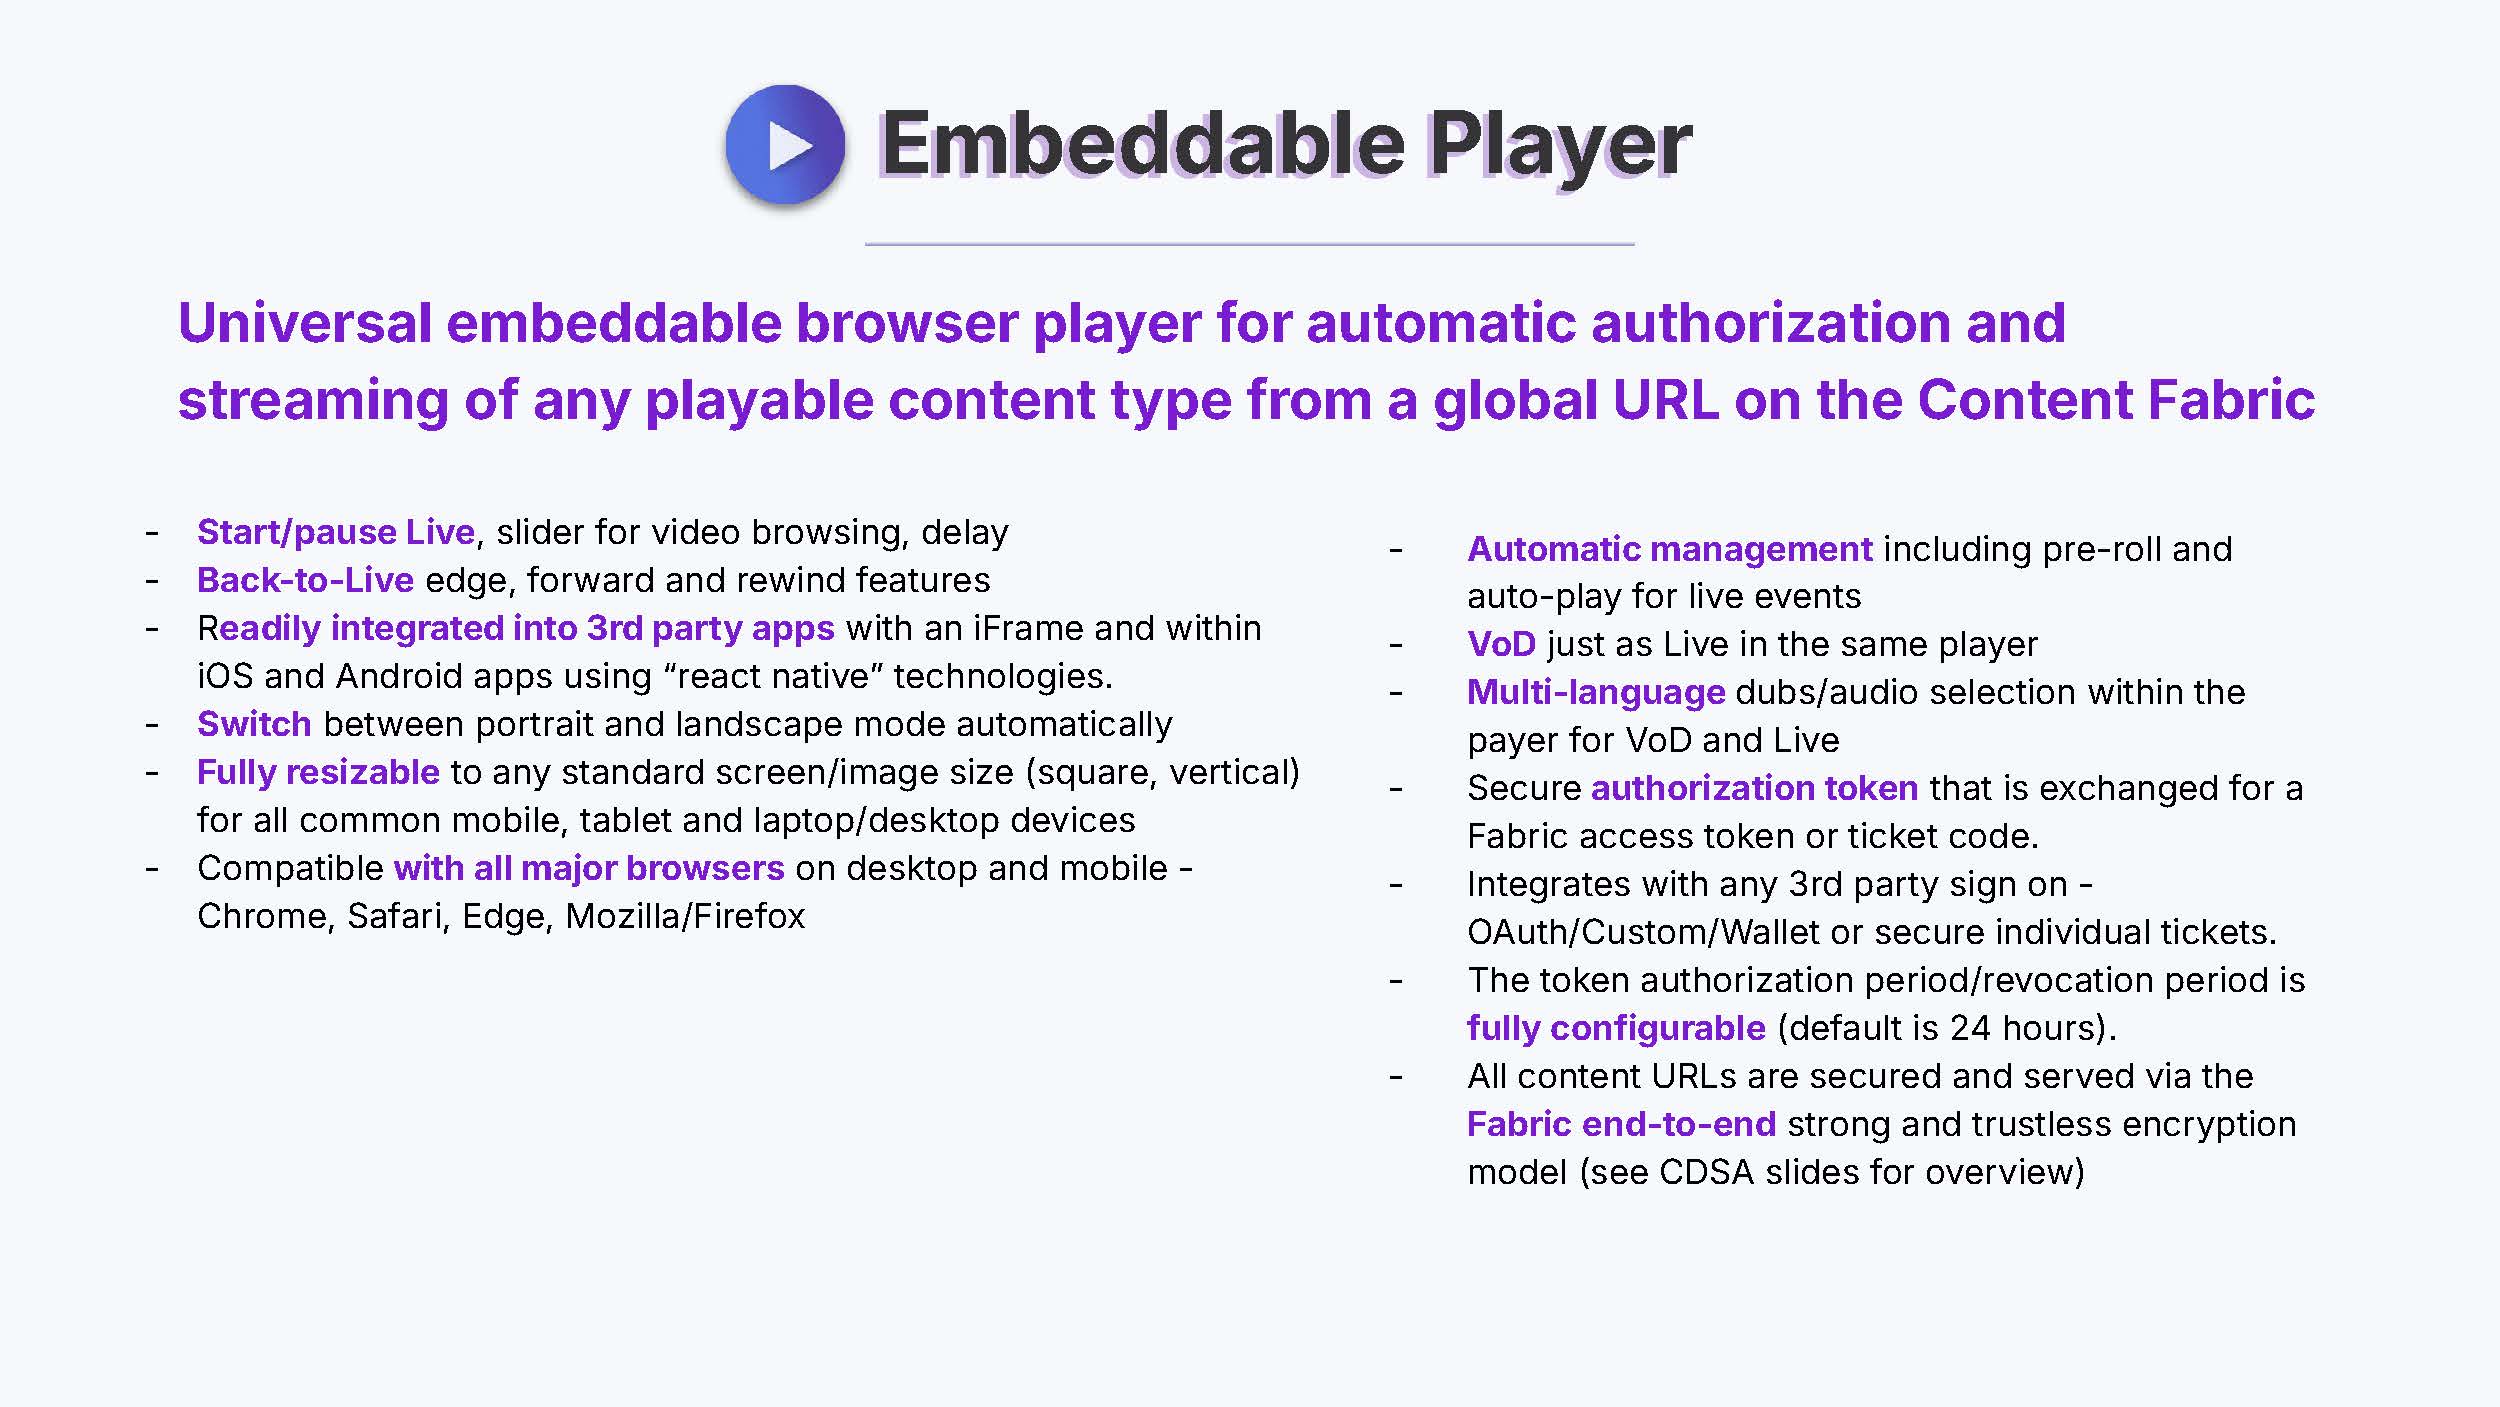 Embeddable Player
Universal embeddable browser player for automatic authorization and
streaming of any playable content type from a global URL on the Content Fabric
- Start/pause Live, slider for video browsing, delay
- Back-to-Live edge, forward and rewind features
- Readily integrated into 3rd party apps with an iFrame and within
iOS and Android apps using “react native” technologies.
- Switch between portrait and landscape mode automatically
- Fully resizable to any standard screen/image size (square, vertical)
for all common mobile, tablet and laptop/desktop devices
- Compatible with all major browsers on desktop and mobile -
Chrome, Safari, Edge, Mozilla/Firefox
- Automatic management including pre-roll and
auto-play for live events
- VoD just as Live in the same player
- Multi-language dubs/audio selection within the
payer for VoD and Live
- Secure authorization token that is exchanged for a
Fabric access token or ticket code.
- Integrates with any 3rd party sign on -
OAuth/Custom/Wallet or secure individual tickets.
- The token authorization period/revocation period is
fully configurable (default is 24 hours).
- All content URLs are secured and served via the
Fabric end-to-end strong and trustless encryption
model (see CDSA slides for overview)